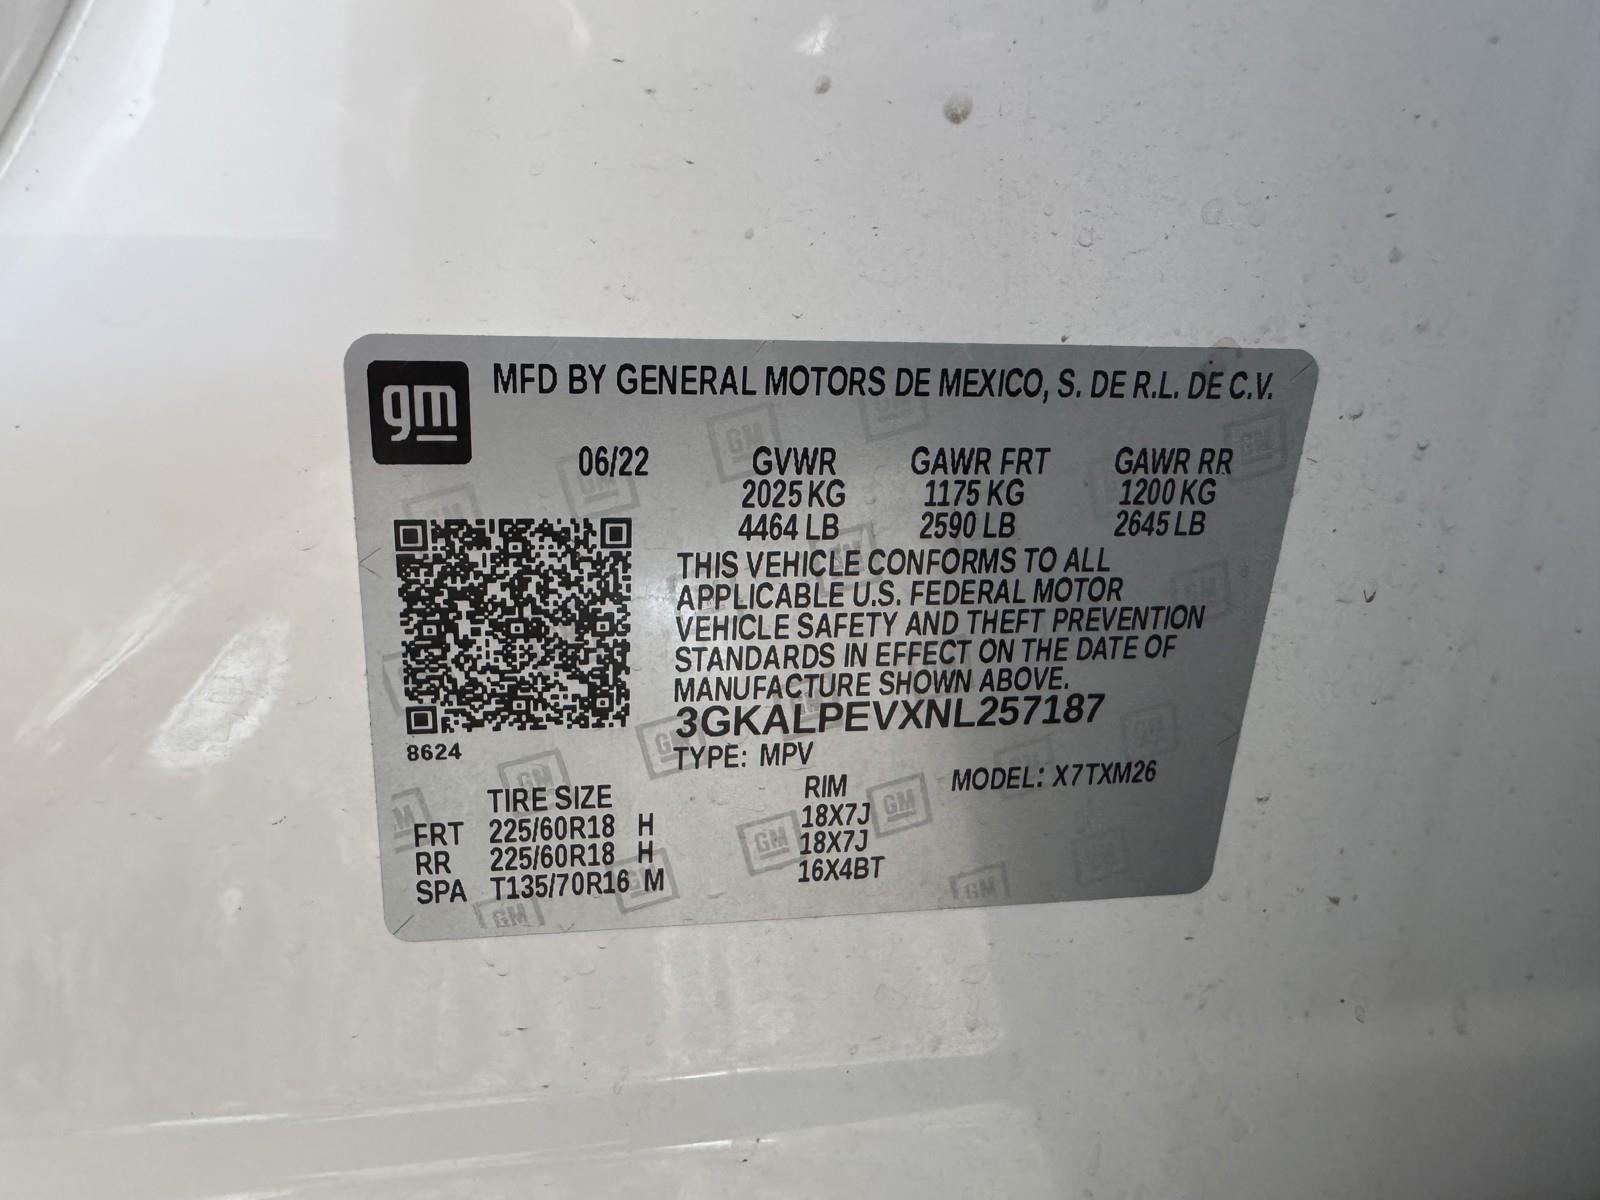 gm
MFD BY GENERAL MOTORS DE MEXICO, S. DE R.L. DE C.V.
06/22 GVWR GAWR FRT GAWR RR
2025 KG 1175 KG 1200 KG
4464 LB 2590 LB 2645 LB
THIS VEHICLE CONFORMS TO ALL
APPLICABLE U.S. FEDERAL MOTOR
VEHICLE SAFETY AND THEFT PREVENTION
STANDARDS IN EFFECT ON THE DATE OF
MANUFACTURE SHOWN ABOVE.
3GKALPEVXNL257187
8624
TYPE: MPV MODEL: X7TXM26
TIRE SIZE RIM
FRT 225/60R18 H 18X7J
RR 225/60R18 H 18X7J
SPA T135/70R16 M 16X4BT